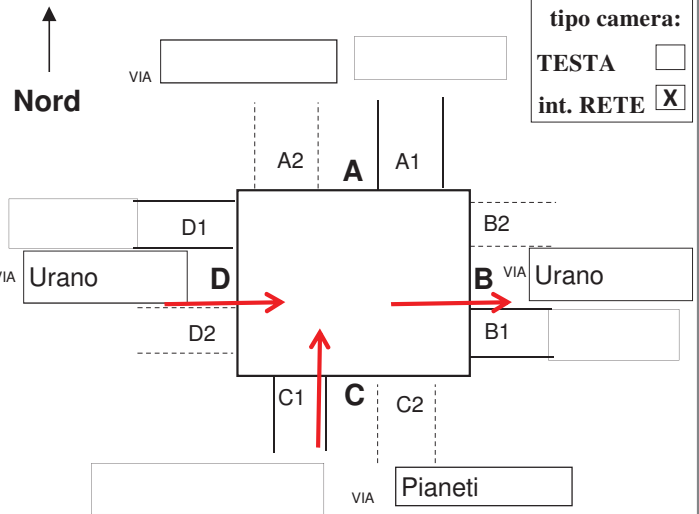 tipo camera:
TESTA
int. RETE X
Nord
VIA
A2 A A1
D1 B2
VIA Urano D B VIA Urano
D2 B1
C1 C C2
VIA Pianeti